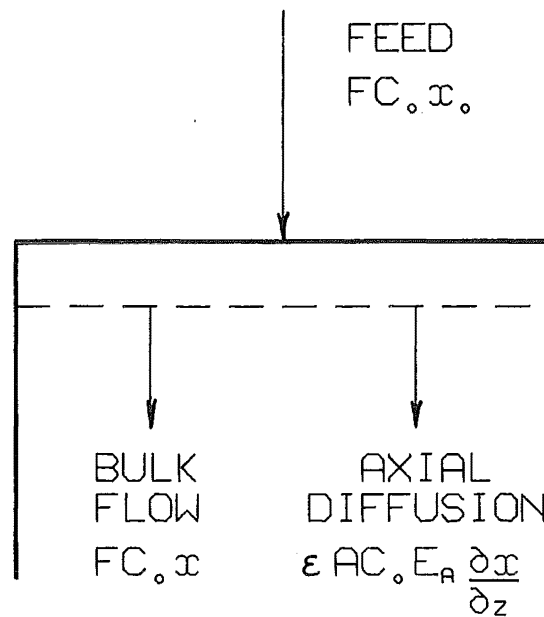 FEED
FC₀x₀
BULK FLOW
FC₀x
AXIAL DIFFUSION
εAC₀E_A ∂x/∂z